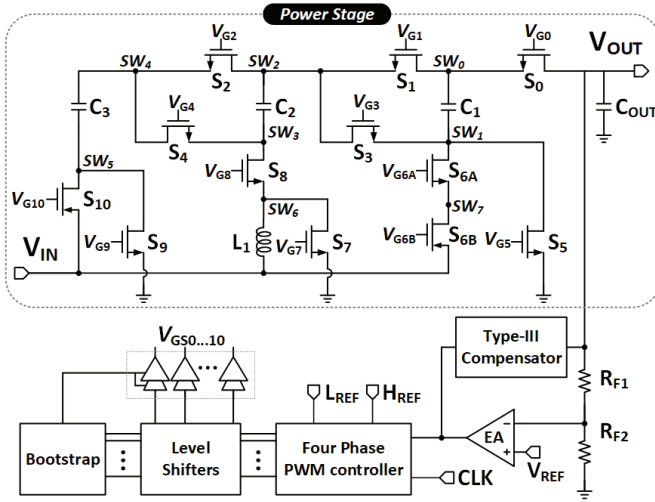 Power Stage
VG2
VG1
VG0
VOUT
SW4
SW2
SW0
S2
S1
S0
C3
VG4
C2
VG3
C1
COUT
SW3
SW1
S4
S3
SW5
VG8
S8
VG6A
S6A
VG10
S10
SW6
SW7
VIN
VG9
S9
L1
VG7
S7
VG6B
S6B
VG5
S5
VGS0...10
Type-III
Compensator
LREF
HREF
RF1
Bootstrap
Level
Shifters
Four Phase
PWM controller
EA
− 
+
RF2
VREF
CLK